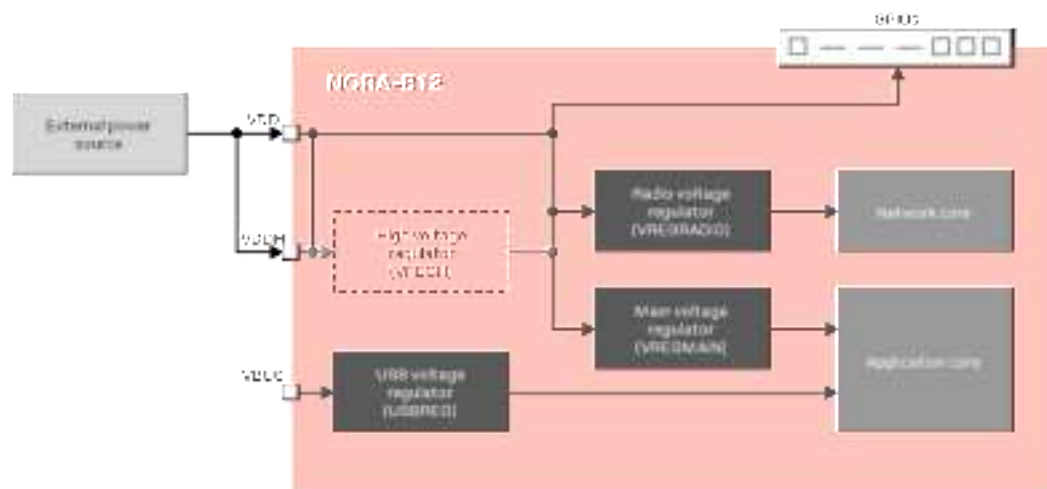 GPIOs
NORA-B12
VDD
External power
source
Radio voltage
regulator
(VREGRADIO)
Network core
VDDH
High voltage
regulator
(VREGH)
Main voltage
regulator
(VREGMAIN)
Application core
VBUS
USB voltage
regulator
(USBREG)